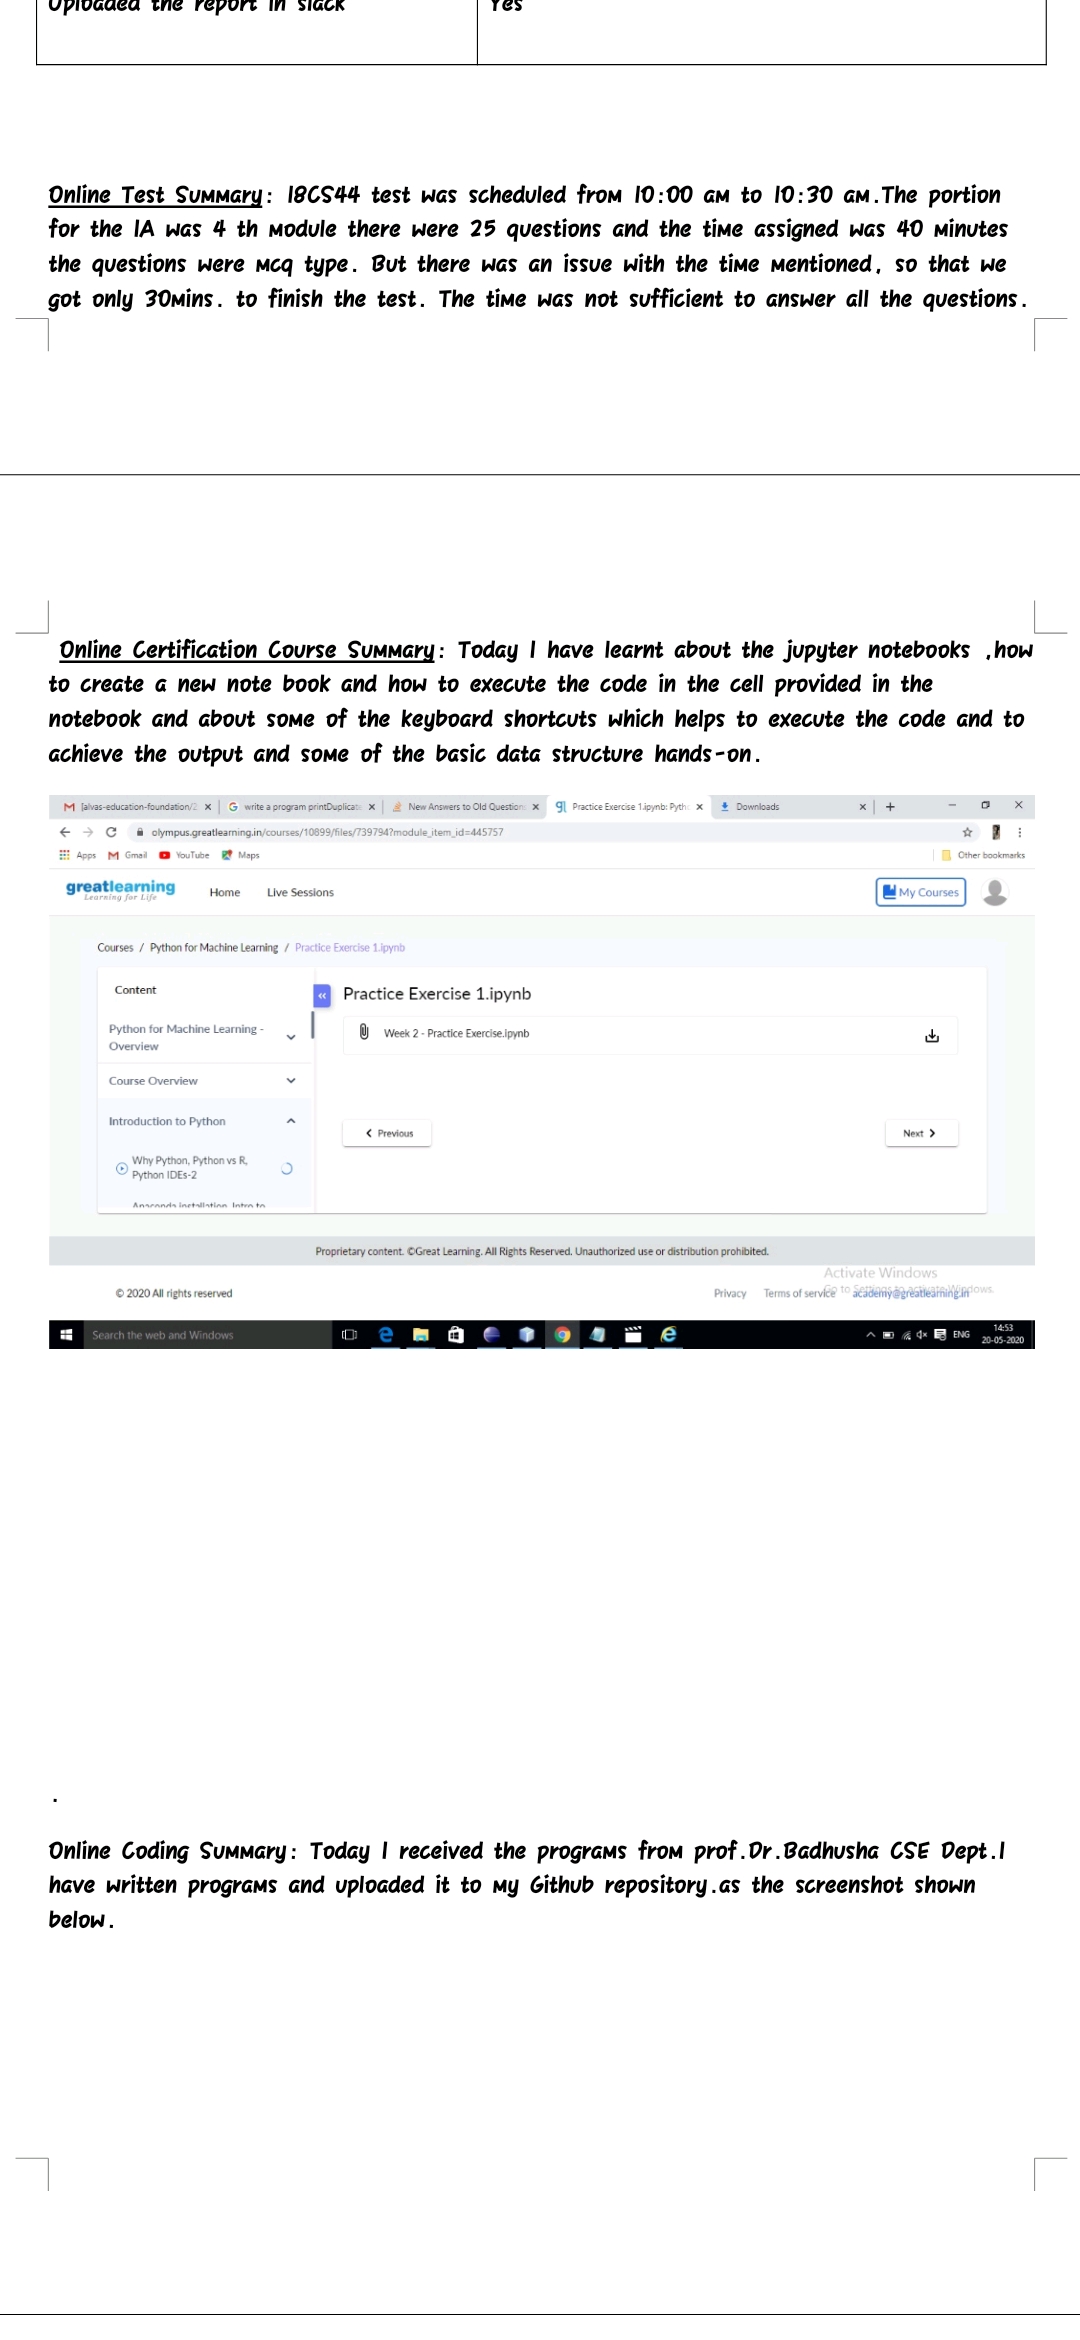 Uploaded the report in slack Yes
Online Test Summary: 18CS44 test was scheduled from 10:00 am to 10:30 am.The portion
for the IA was 4 th module there were 25 questions and the time assigned was 40 minutes
the questions were mcq type. But there was an issue with the time mentioned, so that we
got only 30mins. to finish the test. The time was not sufficient to answer all the questions.
Online Certification Course Summary: Today I have learnt about the jupyter notebooks ,how
to create a new note book and how to execute the code in the cell provided in the
notebook and about some of the keyboard shortcuts which helps to execute the code and to
achieve the output and some of the basic data structure hands-on.
[alvas-education-foundation/2 write a program printDuplicat New Answers to Old Question Practice Exercise 1.ipynb: Pyth Downloads
olympus.greatlearning.in/courses/10899/files/739794?module_item_id=445757
Apps Gmail YouTube Maps Other bookmarks
greatlearning
Learning for Life
Home Live Sessions My Courses
Courses / Python for Machine Learning / Practice Exercise 1.ipynb
Content
Practice Exercise 1.ipynb
Python for Machine Learning -
Overview
Week 2 - Practice Exercise.ipynb
Course Overview
Introduction to Python
Previous Next
Why Python, Python vs R,
Python IDEs-2
Anaconda installation, Intro to
Proprietary content. ©Great Learning. All Rights Reserved. Unauthorized use or distribution prohibited.
Activate Windows
Go to Settings to activate Windows.
© 2020 All rights reserved Privacy Terms of service academy@greatlearning.in
Search the web and Windows ENG 14:53
20-05-2020
.
Online Coding Summary: Today I received the programs from prof.Dr.Badhusha CSE Dept.I
have written programs and uploaded it to my Github repository.as the screenshot shown
below.